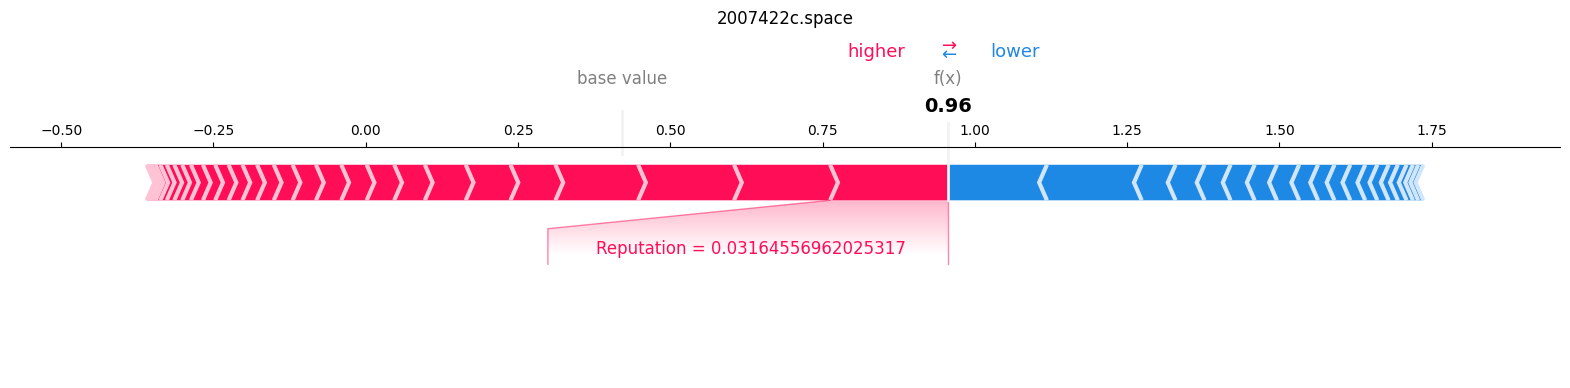 2007422c.space
higher ⇄ lower
base value f(x)
0.96
−0.50 −0.25 0.00 0.25 0.50 0.75 1.00 1.25 1.50 1.75
Reputation = 0.03164556962025317